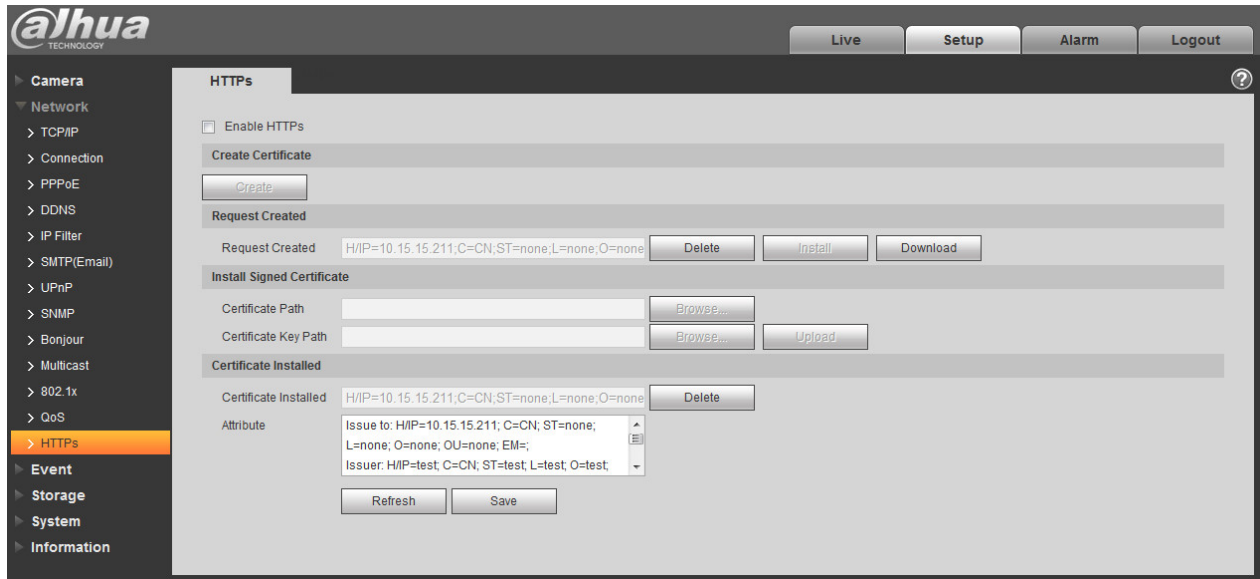 alhua
TECHNOLOGY
Live
Setup
Alarm
Logout
Camera
Network
TCP/IP
Connection
PPPoE
DDNS
IP Filter
SMTP(Email)
UPnP
SNMP
Bonjour
Multicast
802.1x
QoS
HTTPs
Event
Storage
System
Information
HTTPs
?
Enable HTTPs
Create Certificate
Create
Request Created
Request Created H/IP=10.15.15.211;C=CN;ST=none;L=none;O=none Delete Install Download
Install Signed Certificate
Certificate Path Browse...
Certificate Key Path Browse... Upload
Certificate Installed
Certificate Installed H/IP=10.15.15.211;C=CN;ST=none;L=none;O=none Delete
Attribute Issue to: H/IP=10.15.15.211; C=CN; ST=none;
L=none; O=none; OU=none; EM=;
Issuer: H/IP=test; C=CN; ST=test; L=test; O=test;
Refresh Save